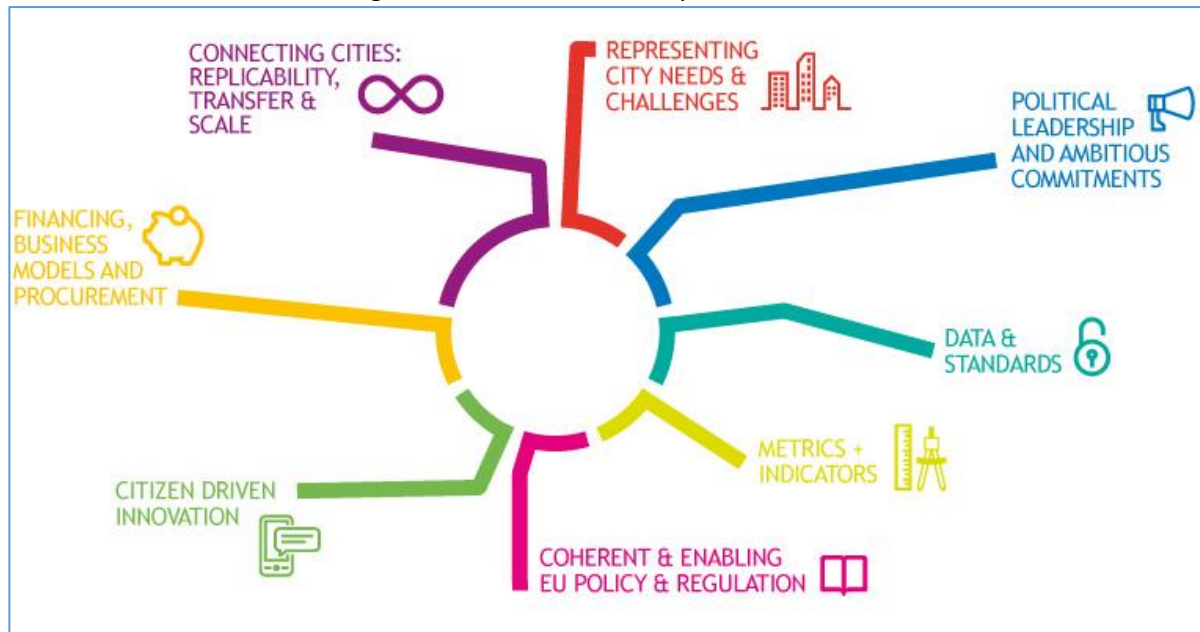 CONNECTING CITIES:
REPLICABILITY,
TRANSFER &
SCALE
REPRESENTING
CITY NEEDS &
CHALLENGES
POLITICAL
LEADERSHIP
AND AMBITIOUS
COMMITMENTS
FINANCING,
BUSINESS
MODELS AND
PROCUREMENT
DATA &
STANDARDS
METRICS +
INDICATORS
CITIZEN DRIVEN
INNOVATION
COHERENT & ENABLING
EU POLICY & REGULATION